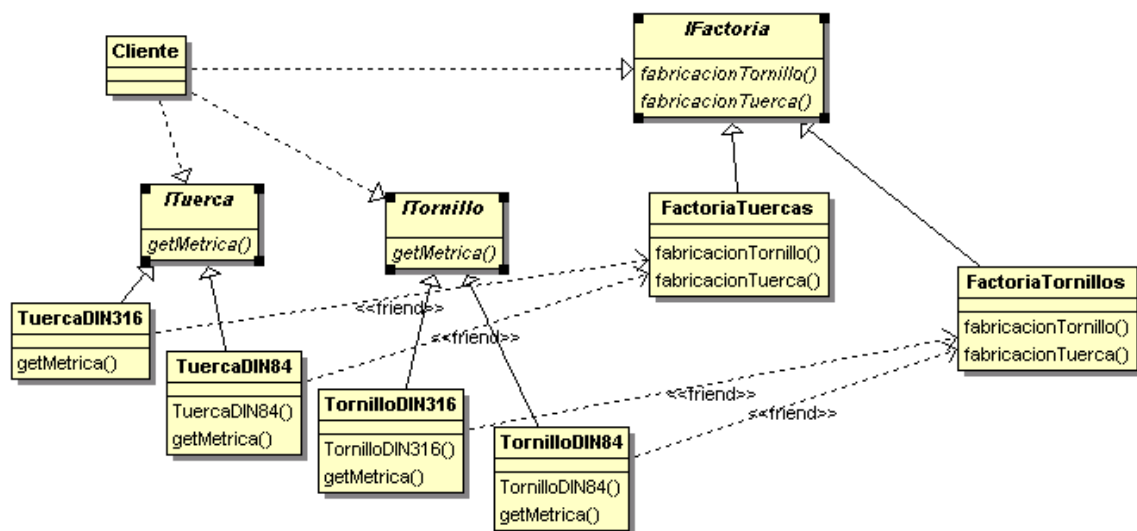 IFactoria
Cliente
fabricacionTornillo()
fabricacionTuerca()
ITuerca
ITornillo
FactoriaTuercas
getMetrica()
getMetrica()
fabricacionTornillo()
fabricacionTuerca()
FactoriaTornillos
TuercaDIN316
<<friend>>
fabricacionTornillo()
fabricacionTuerca()
getMetrica()
TuercaDIN84
<<friend>>
TuercaDIN84()
getMetrica()
TornilloDIN316
<<friend>>
TornilloDIN316()
getMetrica()
TornilloDIN84
<<friend>>
TornilloDIN84()
getMetrica()